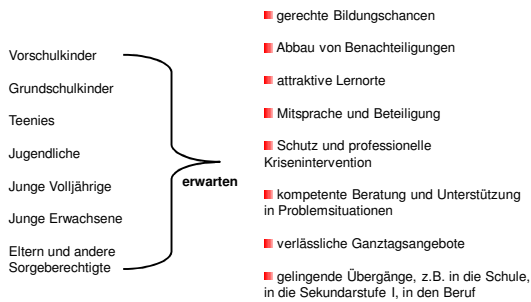 Vorschulkinder
Grundschulkinder
Teenies
Jugendliche
Junge Volljährige
Junge Erwachsene
Eltern und andere
Sorgeberechtigte
erwarten
gerechte Bildungschancen
Abbau von Benachteiligungen
attraktive Lernorte
Mitsprache und Beteiligung
Schutz und professionelle
Krisenintervention
kompetente Beratung und Unterstützung
in Problemsituationen
verlässliche Ganztagsangebote
gelingende Übergänge, z.B. in die Schule,
in die Sekundarstufe I, in den Beruf